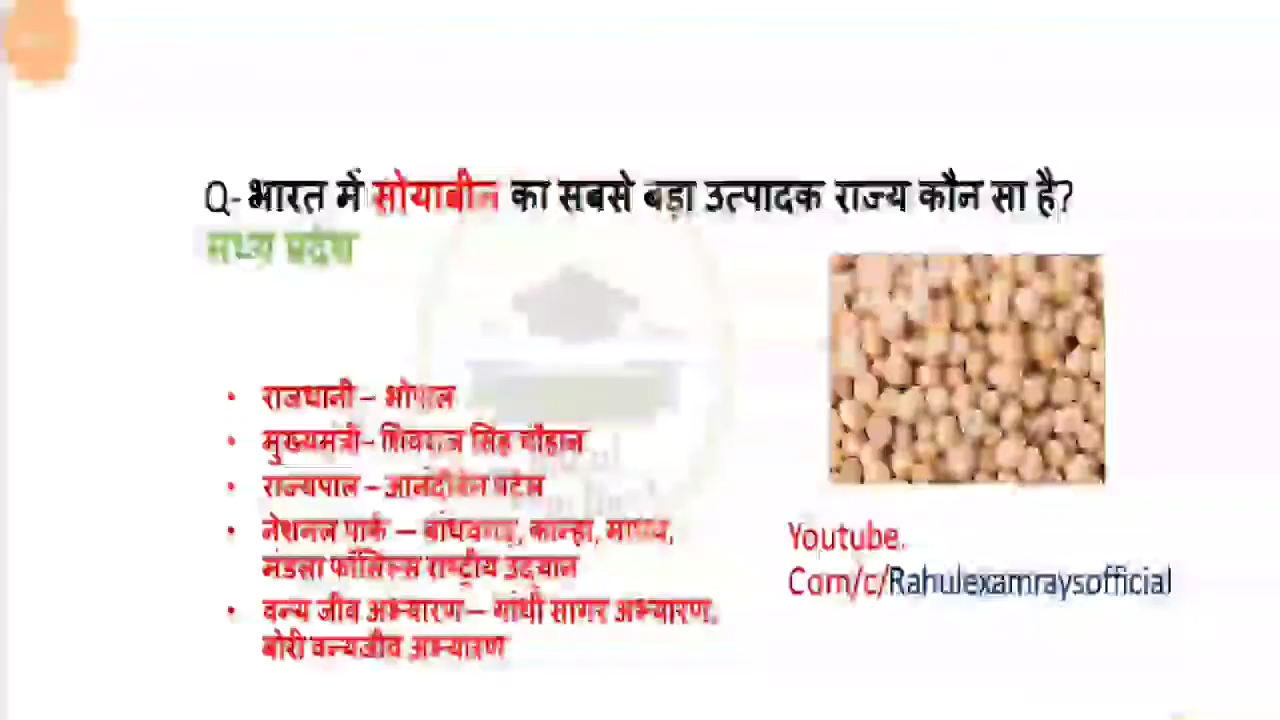 Q-भारत में सोयाबीन का सबसे बड़ा उत्पादक राज्य कौन सा है?
मध्य प्रदेश
• राजधानी – भोपाल
• मुख्यमंत्री– शिवराज सिंह चौहान
• राज्यपाल – आनंदीबेन पटेल
• नेशनल पार्क – बांधवगढ़, कान्हा, माधव,
मंडला फॉसिल्स राष्ट्रीय उद्यान
• वन्य जीव अभ्यारण– गांधी सागर अभ्यारण,
बोरी वन्यजीव अभ्यारण
Youtube.
Com/c/Rahulexamraysofficial